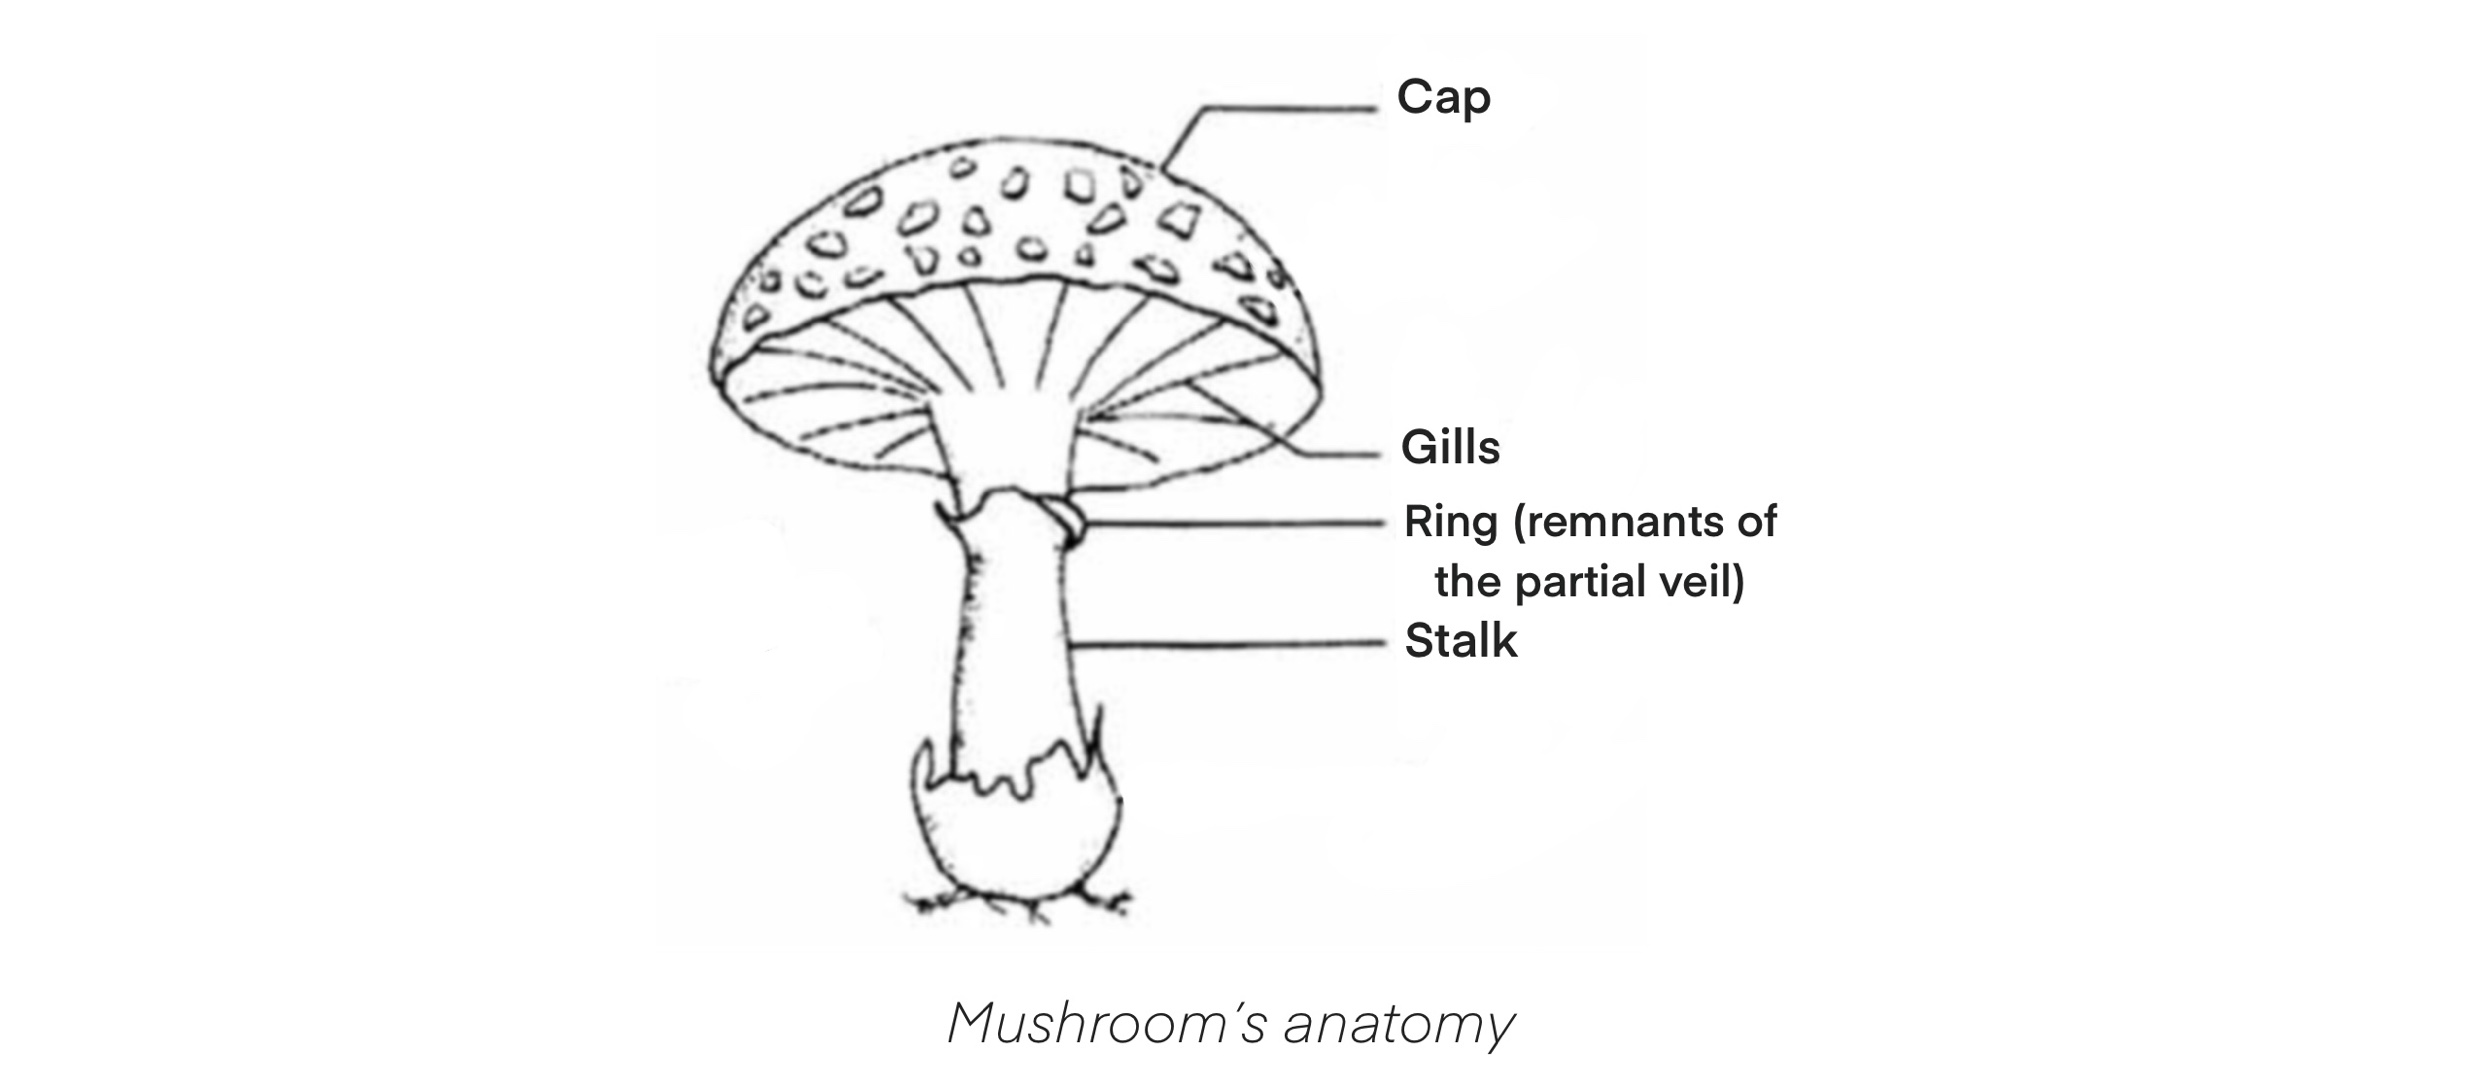 Cap
Gills
Ring (remnants of
the partial veil)
Stalk
Mushroom´s anatomy